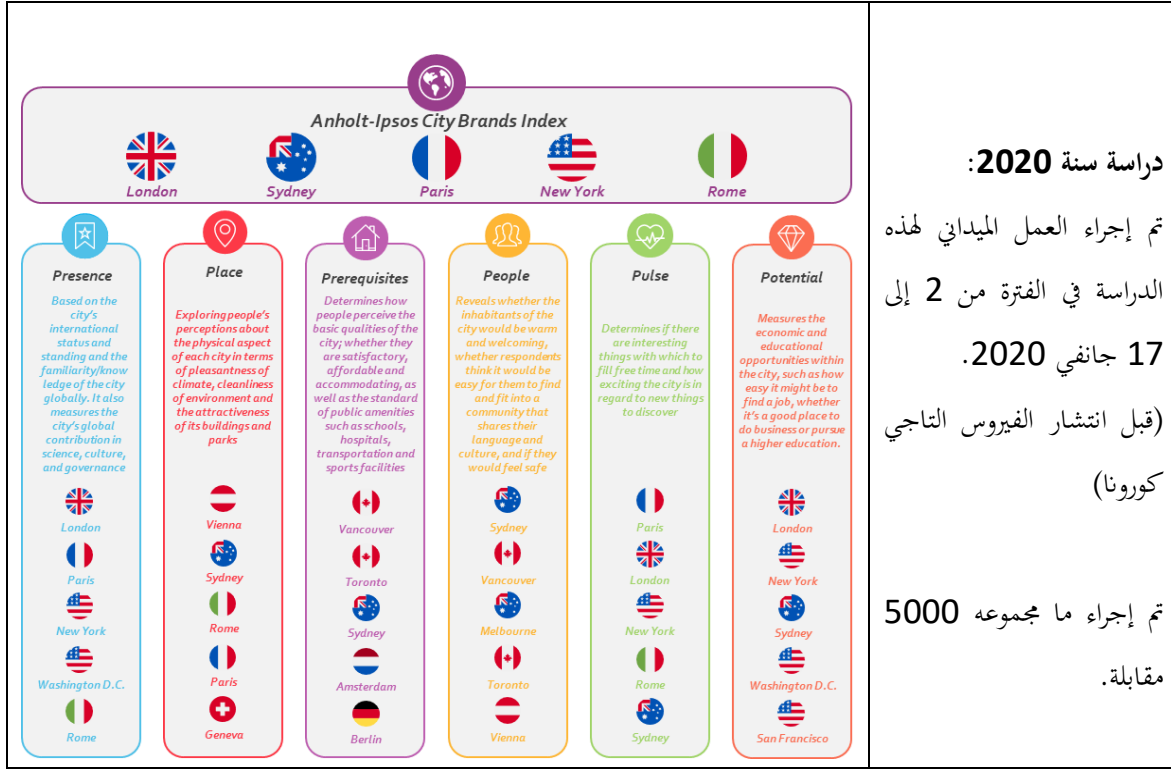 Anholt-Ipsos City Brands Index
London
Sydney
Paris
New York
Rome
Presence
Based on the
city's
international
status and
standing and the
familiarity/know
ledge of the city
globally. It also
measures the
city's global
contribution in
science, culture,
and governance
London
Paris
New York
Washington D.C.
Rome
Place
Exploring people's
perceptions about
the physical aspect
of each city in terms
of pleasantness of
climate, cleanliness
of environment and
the attractiveness
of its buildings and
parks
Vienna
Sydney
Rome
Paris
Geneva
Prerequisites
Determines how
people perceive the
basic qualities of the
city; whether they
are satisfactory,
affordable and
accommodating, as
well as the standard
of public amenities
such as schools,
hospitals,
transportation and
sports facilities
Vancouver
Toronto
Sydney
Amsterdam
Berlin
People
Reveals whether the
inhabitants of the
city would be warm
and welcoming,
whether respondents
think it would be
easy for them to find
and fit into a
community that
shares their
language and
culture, and if they
would feel safe
Sydney
Vancouver
Melbourne
Toronto
Vienna
Pulse
Determines if there
are interesting
things with which to
fill free time and how
exciting the city is in
regard to new things
to discover
Paris
London
New York
Rome
Sydney
Potential
Measures the
economic and
educational
opportunities within
the city, such as how
easy it might be to
find a job, whether
it's a good place to
do business or pursue
a higher education.
London
New York
Sydney
Washington D.C.
San Francisco
دراسة سنة 2020:
تم إجراء العمل الميداني لهذه
الدراسة في الفترة من 2 إلى
17 جانفي 2020.
(قبل انتشار الفيروس التاجي
كورونا)
تم إجراء ما مجموعه 5000
مقابلة.